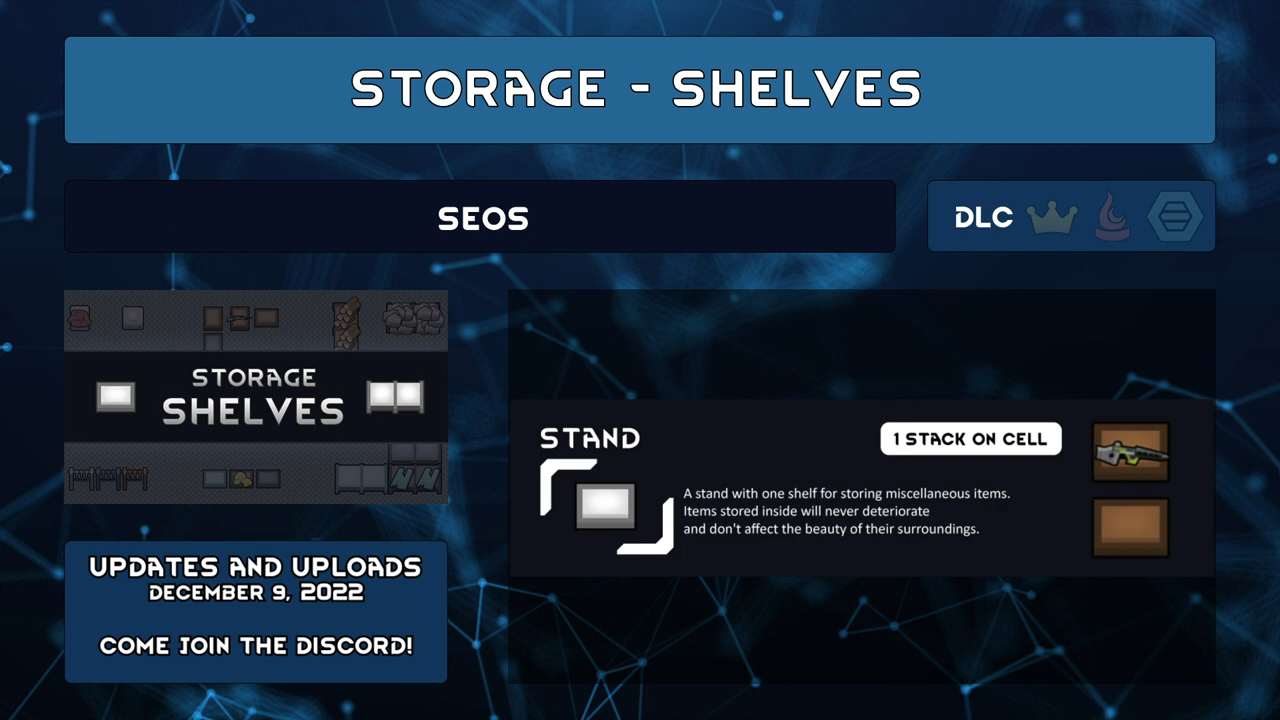 STORAGE - SHELVES
SEOS
DLC
STORAGE
SHELVES
STAND
1 STACK ON CELL
A stand with one shelf for storing miscellaneous items.
Items stored inside will never deteriorate
and don't affect the beauty of their surroundings.
UPDATES AND UPLOADS
DECEMBER 9, 2022
COME JOIN THE DISCORD!